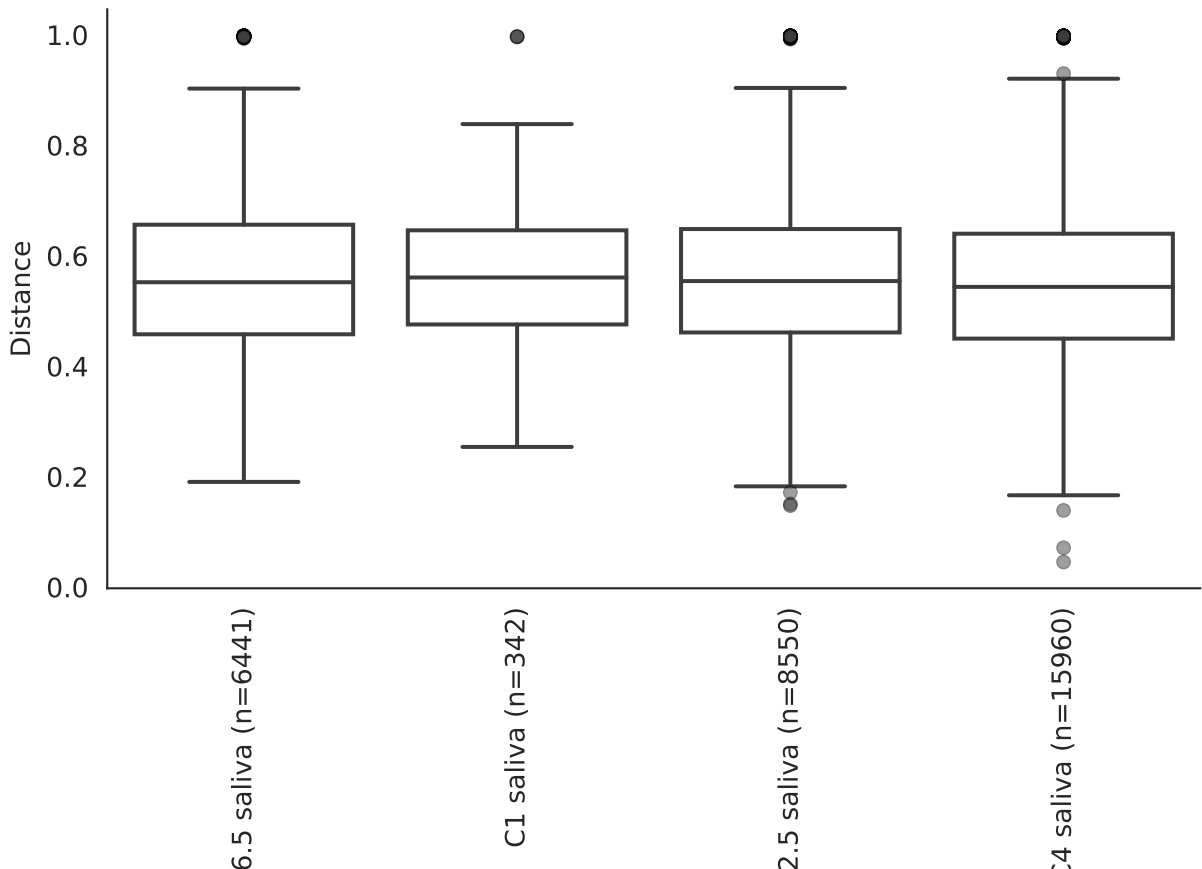 1.0
0.8
0.6
0.4
0.2
0.0
Distance
6.5 saliva (n=6441)
C1 saliva (n=342)
2.5 saliva (n=8550)
C4 saliva (n=15960)